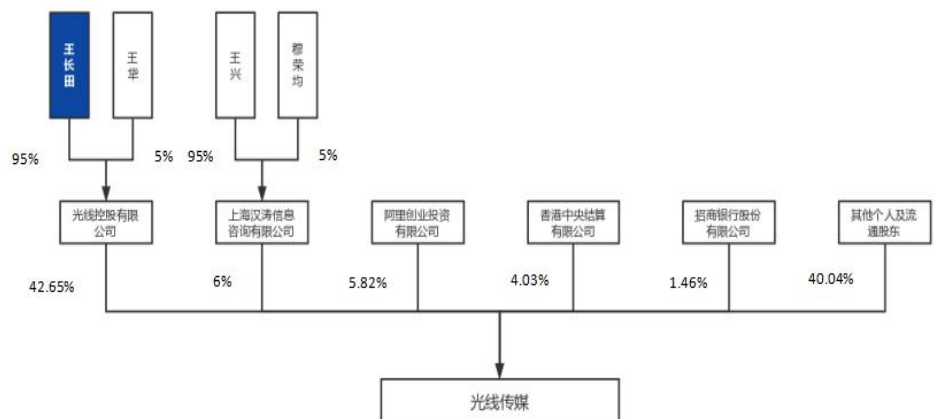 王长田
王华
王兴
穆荣均
95%
5%
95%
5%
光线控股有限
公司
上海汉涛信息
咨询有限公司
阿里创业投资
有限公司
香港中央结算
有限公司
招商银行股份
有限公司
其他个人及流
通股东
42.65%
6%
5.82%
4.03%
1.46%
40.04%
光线传媒